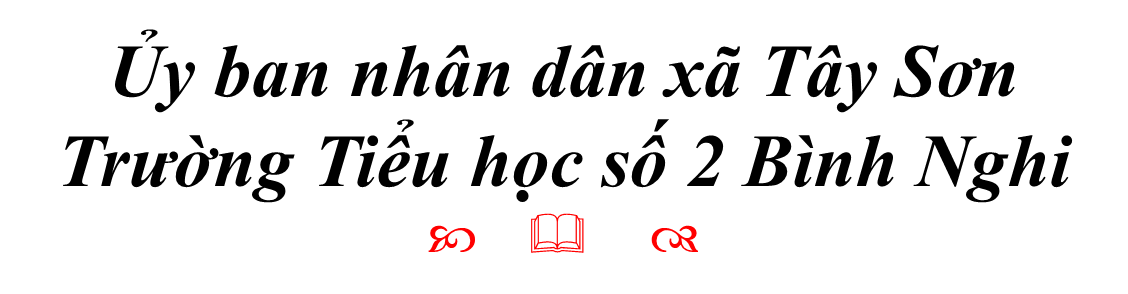 Ủy ban nhân dân xã Tây Sơn
Trường Tiểu học số 2 Bình Nghi